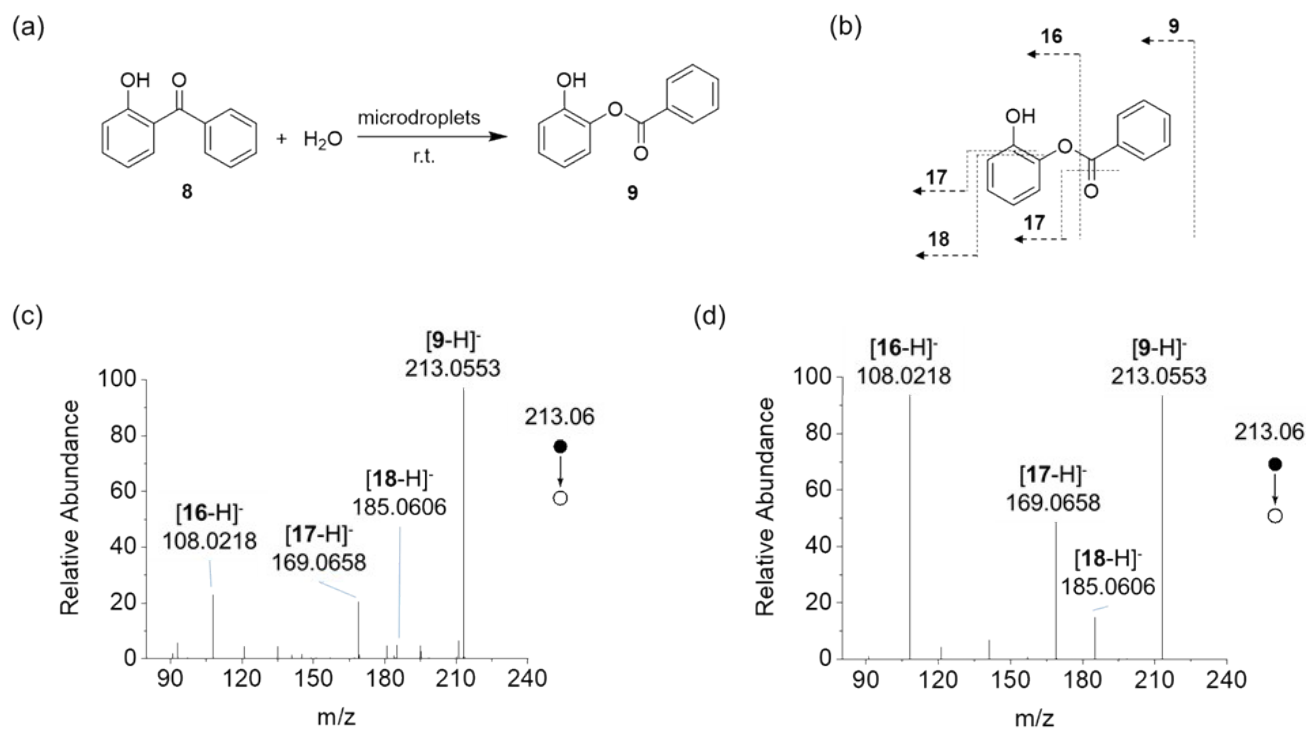 (a)
OH
O
+ H₂O
microdroplets
r.t.
OH
O
O
8
9
(b)
16
9
OH
O
O
17
17
18
(c)
[9-H]⁻
213.0553
213.06
[18-H]⁻
185.0606
[16-H]⁻
108.0218
[17-H]⁻
169.0658
Relative Abundance
100
80
60
40
20
0
90
120
150
180
210
240
m/z
(d)
[16-H]⁻
108.0218
[9-H]⁻
213.0553
213.06
[17-H]⁻
169.0658
[18-H]⁻
185.0606
Relative Abundance
100
80
60
40
20
0
90
120
150
180
210
240
m/z